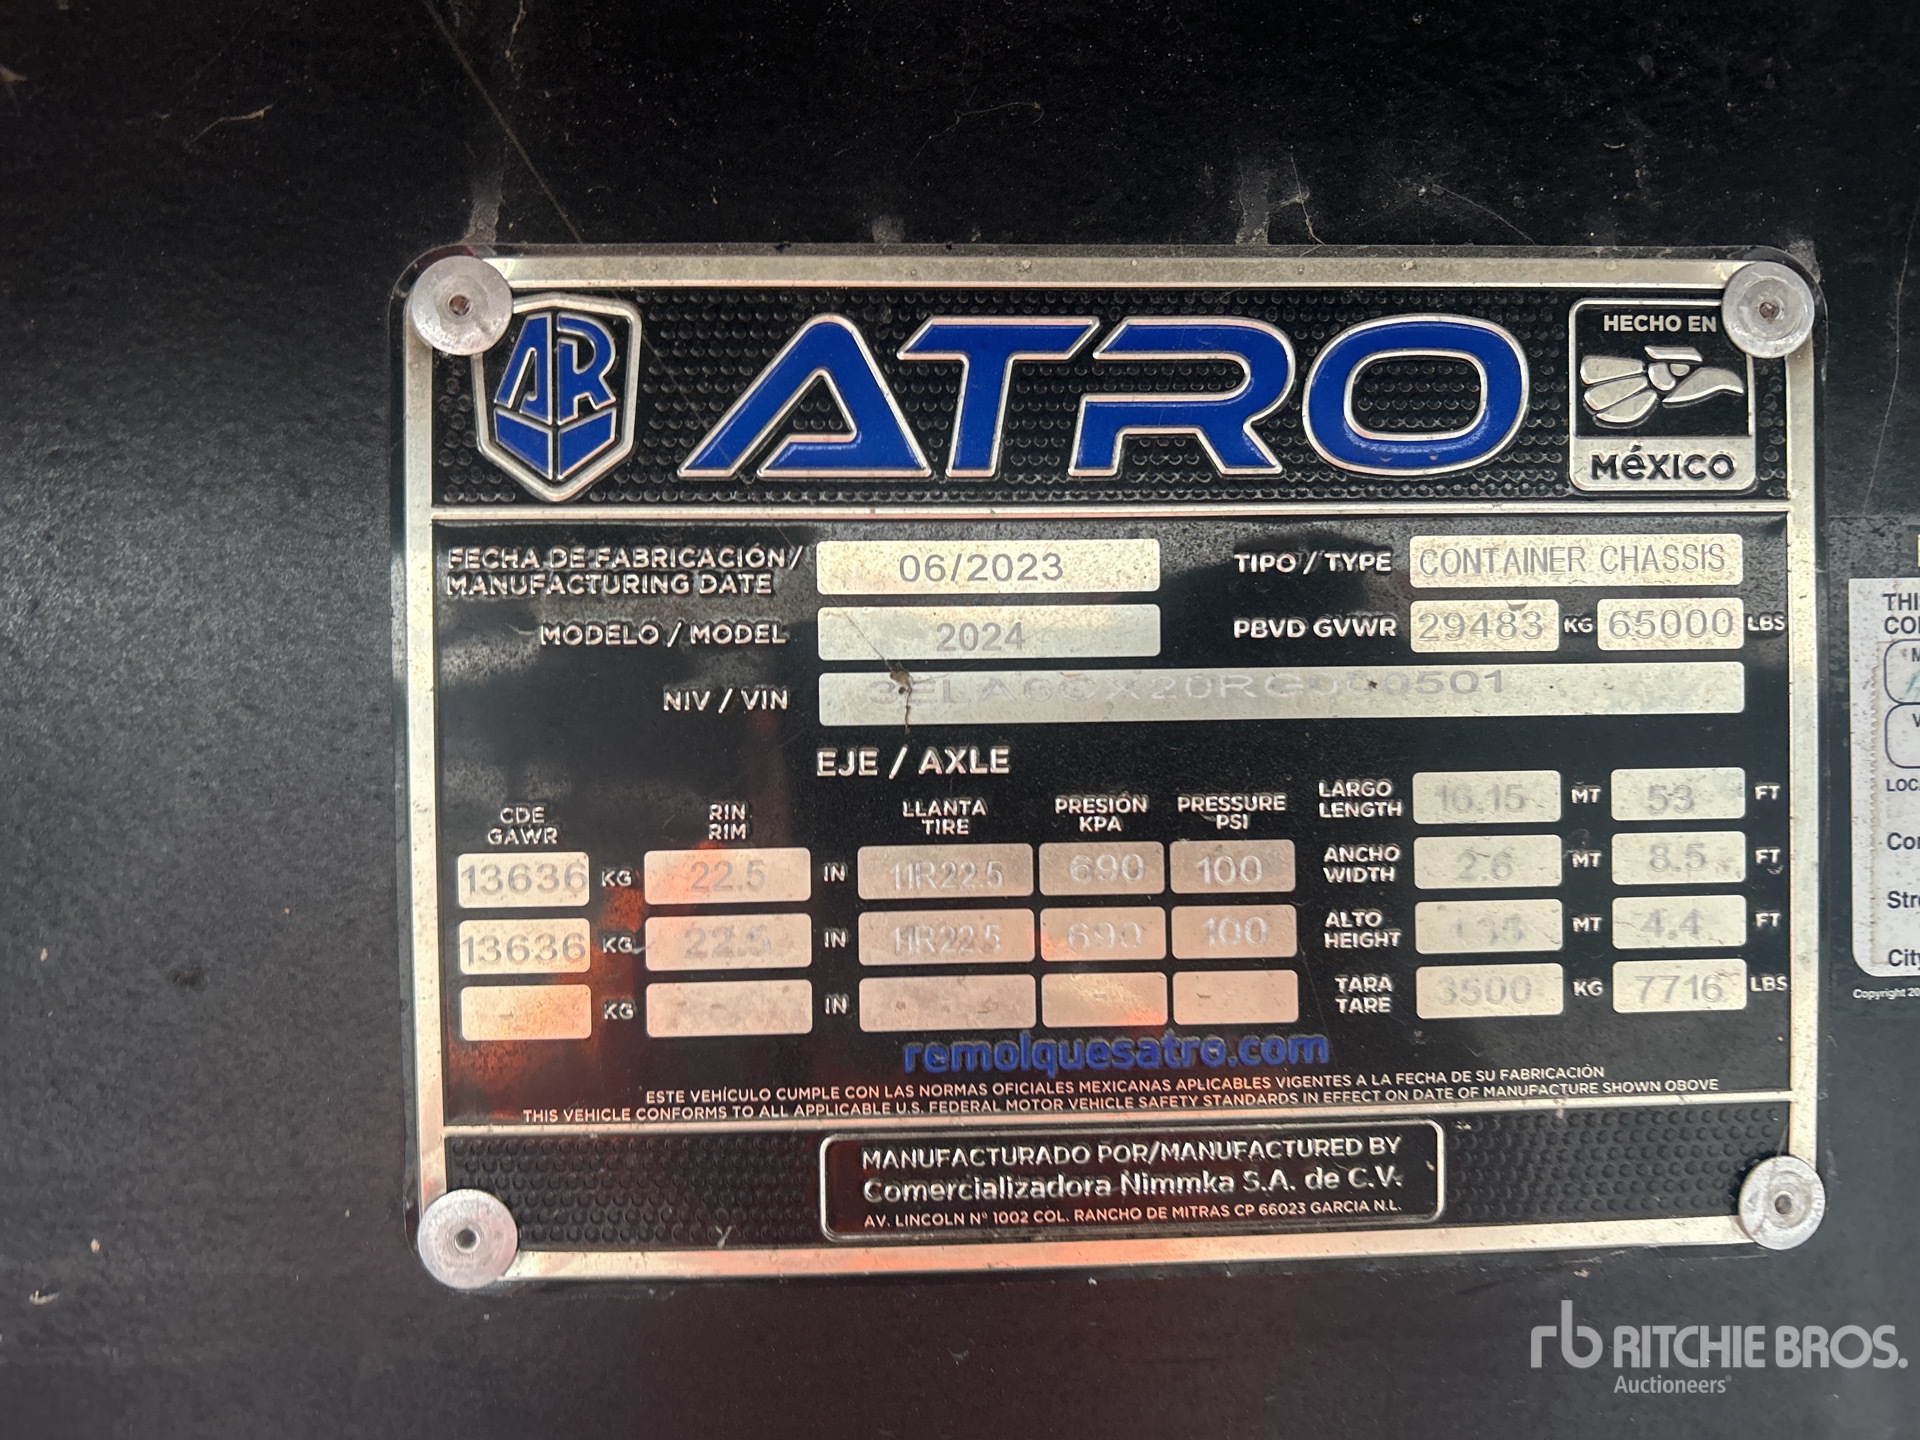 AR
ATRO
HECHO EN
MéXICO
FECHA DE FABRICACIÓN/
MANUFACTURING DATE
06/2023
TIPO / TYPE
CONTAINER CHASSIS
MODELO / MODEL
2024
PBVD GVWR
29483 KG 65000 LBS
NIV / VIN
EJE / AXLE
CDE
GAWR
RIN
RIM
LLANTA
TIRE
PRESIÓN
KPA
PRESSURE
PSI
13636 KG 22.5 IN 11R22.5 690 100
13636 KG 22.5 IN 11R22.5 690 100
- KG - - IN - - - -
LARGO
LENGTH
16.15 MT 53 FT
ANCHO
WIDTH
2.6 MT 8.5 FT
ALTO
HEIGHT
MT 4.4 FT
TARA
TARE
3500 KG 7716 LBS
remolquesatro.com
ESTE VEHÍCULO CUMPLE CON LAS NORMAS OFICIALES MEXICANAS APLICABLES VIGENTES A LA FECHA DE SU FABRICACIÓN
THIS VEHICLE CONFORMS TO ALL APPLICABLE U.S. FEDERAL MOTOR VEHICLE SAFETY STANDARDS IN EFFECT ON DATE OF MANUFACTURE SHOWN OBOVE
MANUFACTURADO POR/MANUFACTURED BY
Comercializadora Nimmka S.A. de C.V.
AV. LINCOLN N° 1002 COL. RANCHO DE MITRAS CP 66023 GARCIA N.L.
rb RITCHIE BROS.
Auctioneers